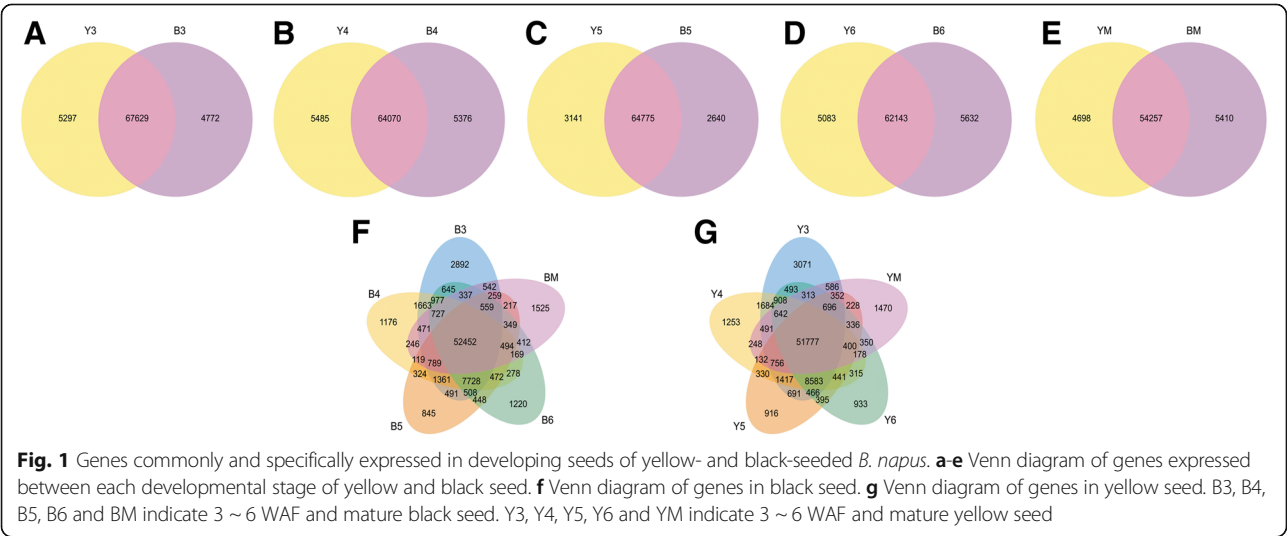 A B C D E
Y3 B3 Y4 B4 Y5 B5 Y6 B6 YM BM
5297 67629 4772 5485 64070 5376 3141 64775 2640 5083 62143 5632 4698 54257 5410
F G
B3 Y3
2892 3071
BM YM
645 542 493 586
337 259 313 352
B4 977 Y4 908
1663 559 217 1525 1684 696 228 1470
727 642
1176 1253
471 349 491 336
246 52452 494 412 248 51777 400 350
169 178
119 789 132 756
324 1361 7728 472 278 330 1417 8583 441 315
491 508 691 466
448 395
845 1220 916 933
B5 B6 Y5 Y6
Fig. 1 Genes commonly and specifically expressed in developing seeds of yellow- and black-seeded B. napus. a-e Venn diagram of genes expressed
between each developmental stage of yellow and black seed. f Venn diagram of genes in black seed. g Venn diagram of genes in yellow seed. B3, B4,
B5, B6 and BM indicate 3 ~ 6 WAF and mature black seed. Y3, Y4, Y5, Y6 and YM indicate 3 ~ 6 WAF and mature yellow seed